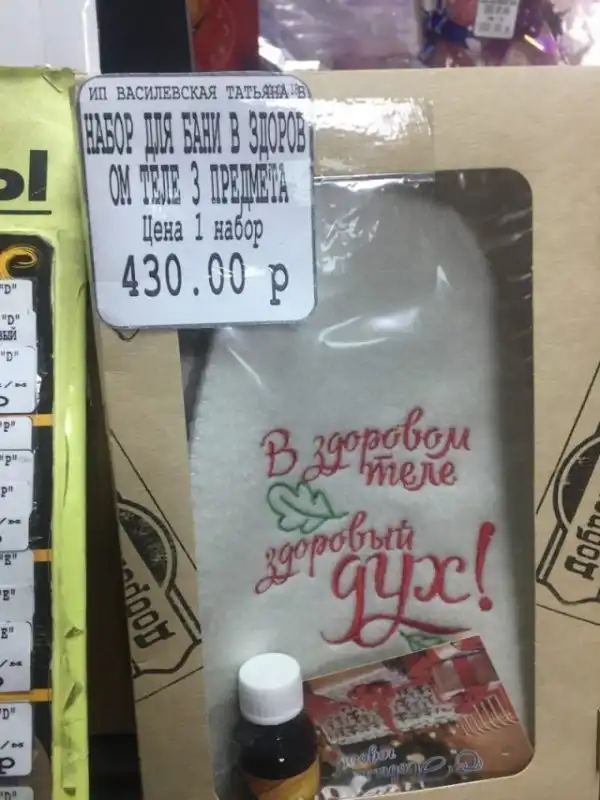 ИП ВАСИЛЕВСКАЯ ТАТЬЯНА В
НАБОР ДЛЯ БАНИ В ЗДОРОВ
ОМ ТЕЛЕ 3 ПРЕДМЕТА
Цена 1 набор
430.00 р
В здоровом
теле
здоровый
дух!
Ы
"D"
"D"
"D"
"Р"
"Р"
"Р"
"Е"
"Е"
"Е"
"D"